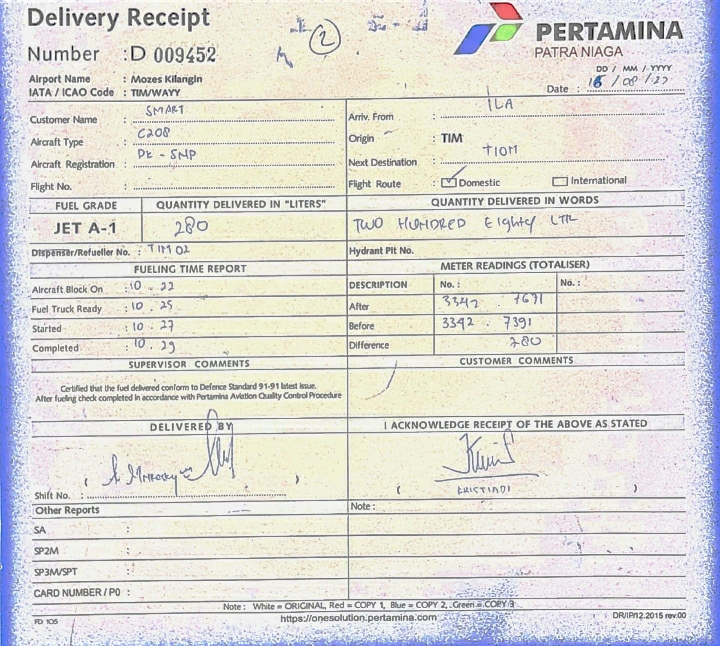 Delivery Receipt
2
Number : D 009452
PERTAMINA
PATRA NIAGA
Airport Name : Mozes Kilangin
IATA / ICAO Code : TIM/WAYY
DD / MM / YYYY
Date : 16 / 08 / 22
Customer Name : SMART
Arriv. From : ILA
Aircraft Type : C208
Origin : TIM
Aircraft Registration : PK - SNP
Next Destination : TIOM
Flight No. :
Flight Route : Domestic International
FUEL GRADE QUANTITY DELIVERED IN "LITERS" QUANTITY DELIVERED IN WORDS
JET A-1 280 TWO HUNDRED Eighty LTR
Dispenser/Refueller No. : TIM 02 Hydrant Pit No.
FUELING TIME REPORT METER READINGS (TOTALISER)
Aircraft Block On : 10 . 22 DESCRIPTION No. : No. :
Fuel Truck Ready : 10 . 25 After 3342 . 7671
Started : 10 . 27 Before 3342 . 7391
Completed : 10 . 29 Difference 280
SUPERVISOR COMMENTS CUSTOMER COMMENTS
Certified that the fuel delivered conform to Defence Standard 91-91 latest issue.
After fueling check completed in accordance with Pertamina Aviation Quality Control Procedure
DELIVERED BY I ACKNOWLEDGE RECEIPT OF THE ABOVE AS STATED
( )
( KRISTIADI )
Shift No. :
Other Reports Note :
SA :
SP2M :
SP3M/SPT :
CARD NUMBER / PO :
Note : White = ORIGINAL, Red = COPY 1, Blue = COPY 2, Green = COPY 3
FD 105 https://onesolution.pertamina.com DR/IP/12.2015 rev.00